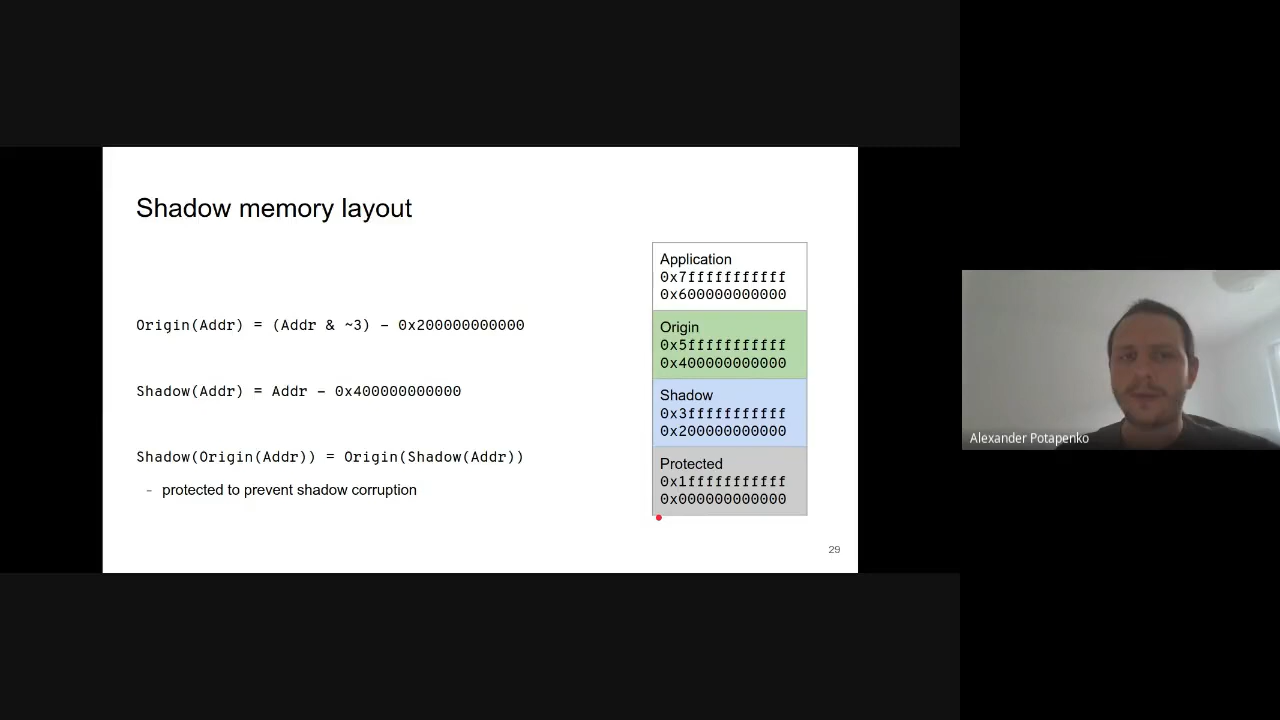 Shadow memory layout
Origin(Addr) = (Addr & ~3) – 0x200000000000
Shadow(Addr) = Addr – 0x400000000000
Shadow(Origin(Addr)) = Origin(Shadow(Addr))
- protected to prevent shadow corruption
Application
0x7fffffffffff
0x600000000000
Origin
0x5fffffffffff
0x400000000000
Shadow
0x3fffffffffff
0x200000000000
Protected
0x1fffffffffff
0x000000000000
29
Alexander Potapenko